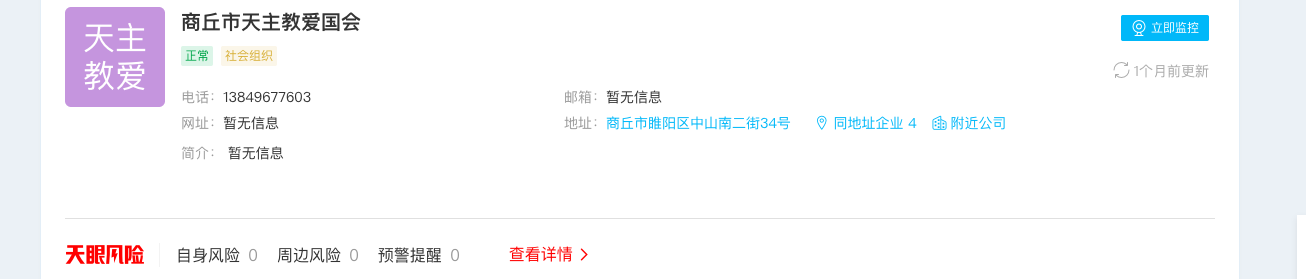 天主
教爱
商丘市天主教爱国会
正常 社会组织
立即监控
1个月前更新
电话： 13849677603
邮箱： 暂无信息
网址： 暂无信息
地址： 商丘市睢阳区中山南二街34号 同地址企业 4 附近公司
简介： 暂无信息
天眼风险 自身风险 0 周边风险 0 预警提醒 0 查看详情